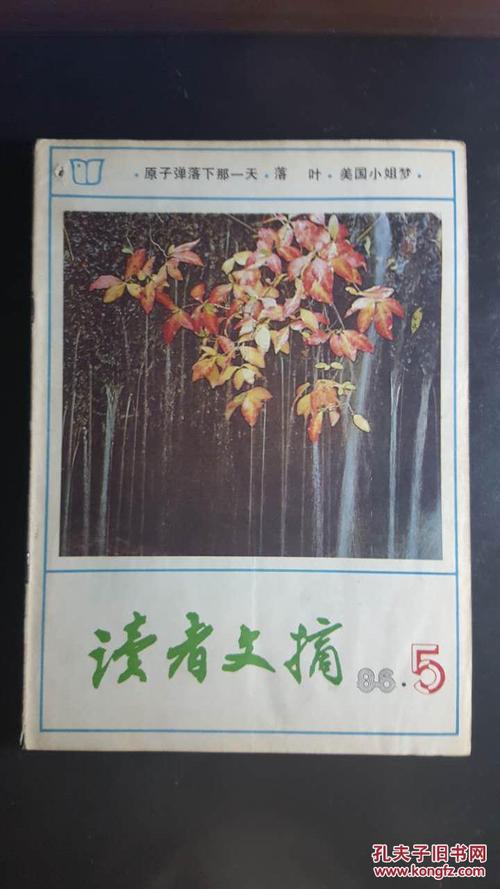 ·原子弹落下那一天·落 叶·美国小姐梦·
读者文摘 86·5
孔夫子旧书网
www.kongfz.com